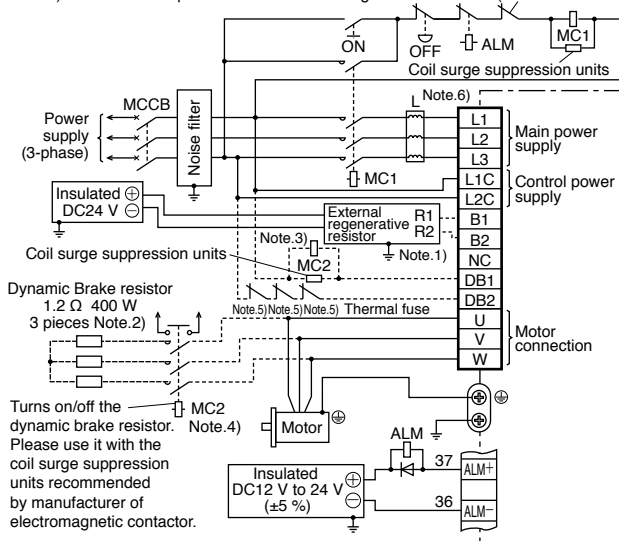 ON
OFF
ALM
MC1
Coil surge suppression units
Power
supply
(3-phase)
MCCB
Noise filter
L
Note.6)
MC1
L1
L2
L3
L1C
L2C
B1
B2
NC
DB1
DB2
U
V
W
Main power
supply
Control power
supply
Motor
connection
Insulated
DC24 V
External
regenerative
resistor
R1
R2
Note.1)
Note.3)
MC2
Coil surge suppression units
Note.5)Note.5)Note.5) Thermal fuse
Dynamic Brake resistor
1.2 Ω 400 W
3 pieces Note.2)
Turns on/off the
dynamic brake resistor.
Please use it with the
coil surge suppression
units recommended
by manufacturer of
electromagnetic contactor.
MC2
Note.4)
Motor
ALM
Insulated
DC12 V to 24 V
(±5 %)
37
ALM+
36
ALM−